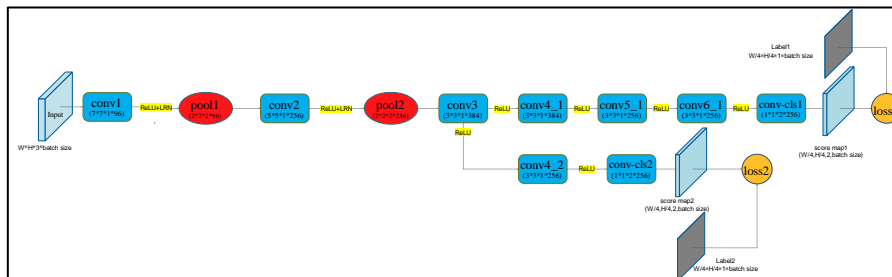 Input
W*H*3*batch size
conv1
(7*7*1*96)
ReLU+LRN
pool1
(2*2*2*96)
conv2
(5*5*1*256)
ReLU+LRN
pool2
(2*2*2*256)
conv3
(3*3*1*384)
ReLU
conv4_1
(3*3*1*384)
ReLU
conv5_1
(3*3*1*256)
ReLU
conv6_1
(3*3*1*256)
ReLU
conv-cls1
(1*1*2*256)
score map1
(W/4,H/4,2,batch size)
Label1
W/4*H/4*1*batch size
loss
ReLU
conv4_2
(3*3*1*256)
ReLU
conv-cls2
(1*1*2*256)
score map2
(W/4,H/4,2,batch size)
loss2
Label2
W/4*H/4*1*batch size